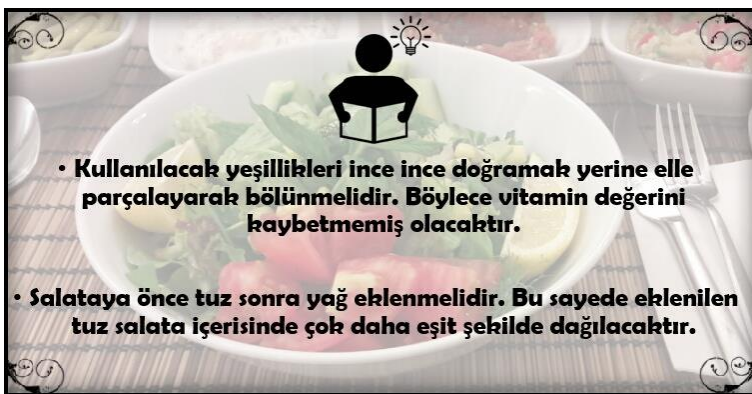 • Kullanılacak yeşillikleri ince ince doğramak yerine elle
parçalayarak bölünmelidir. Böylece vitamin değerini
kaybetmemiş olacaktır.
• Salataya önce tuz sonra yağ eklenmelidir. Bu sayede eklenilen
tuz salata içerisinde çok daha eşit şekilde dağılacaktır.